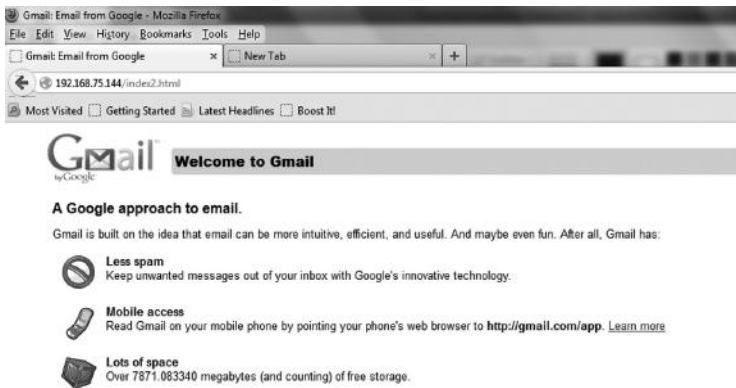 Gmail: Email from Google - Mozilla Firefox
File Edit View History Bookmarks Tools Help
Gmail: Email from Google × New Tab × +
192.168.75.144/index2.html
Most Visited Getting Started Latest Headlines Boost It!
Gmail™ Welcome to Gmail
by Google
A Google approach to email.
Gmail is built on the idea that email can be more intuitive, efficient, and useful. And maybe even fun. After all, Gmail has:
Less spam
Keep unwanted messages out of your inbox with Google's innovative technology.
Mobile access
Read Gmail on your mobile phone by pointing your phone's web browser to http://gmail.com/app. Learn more
Lots of space
Over 7871.083340 megabytes (and counting) of free storage.